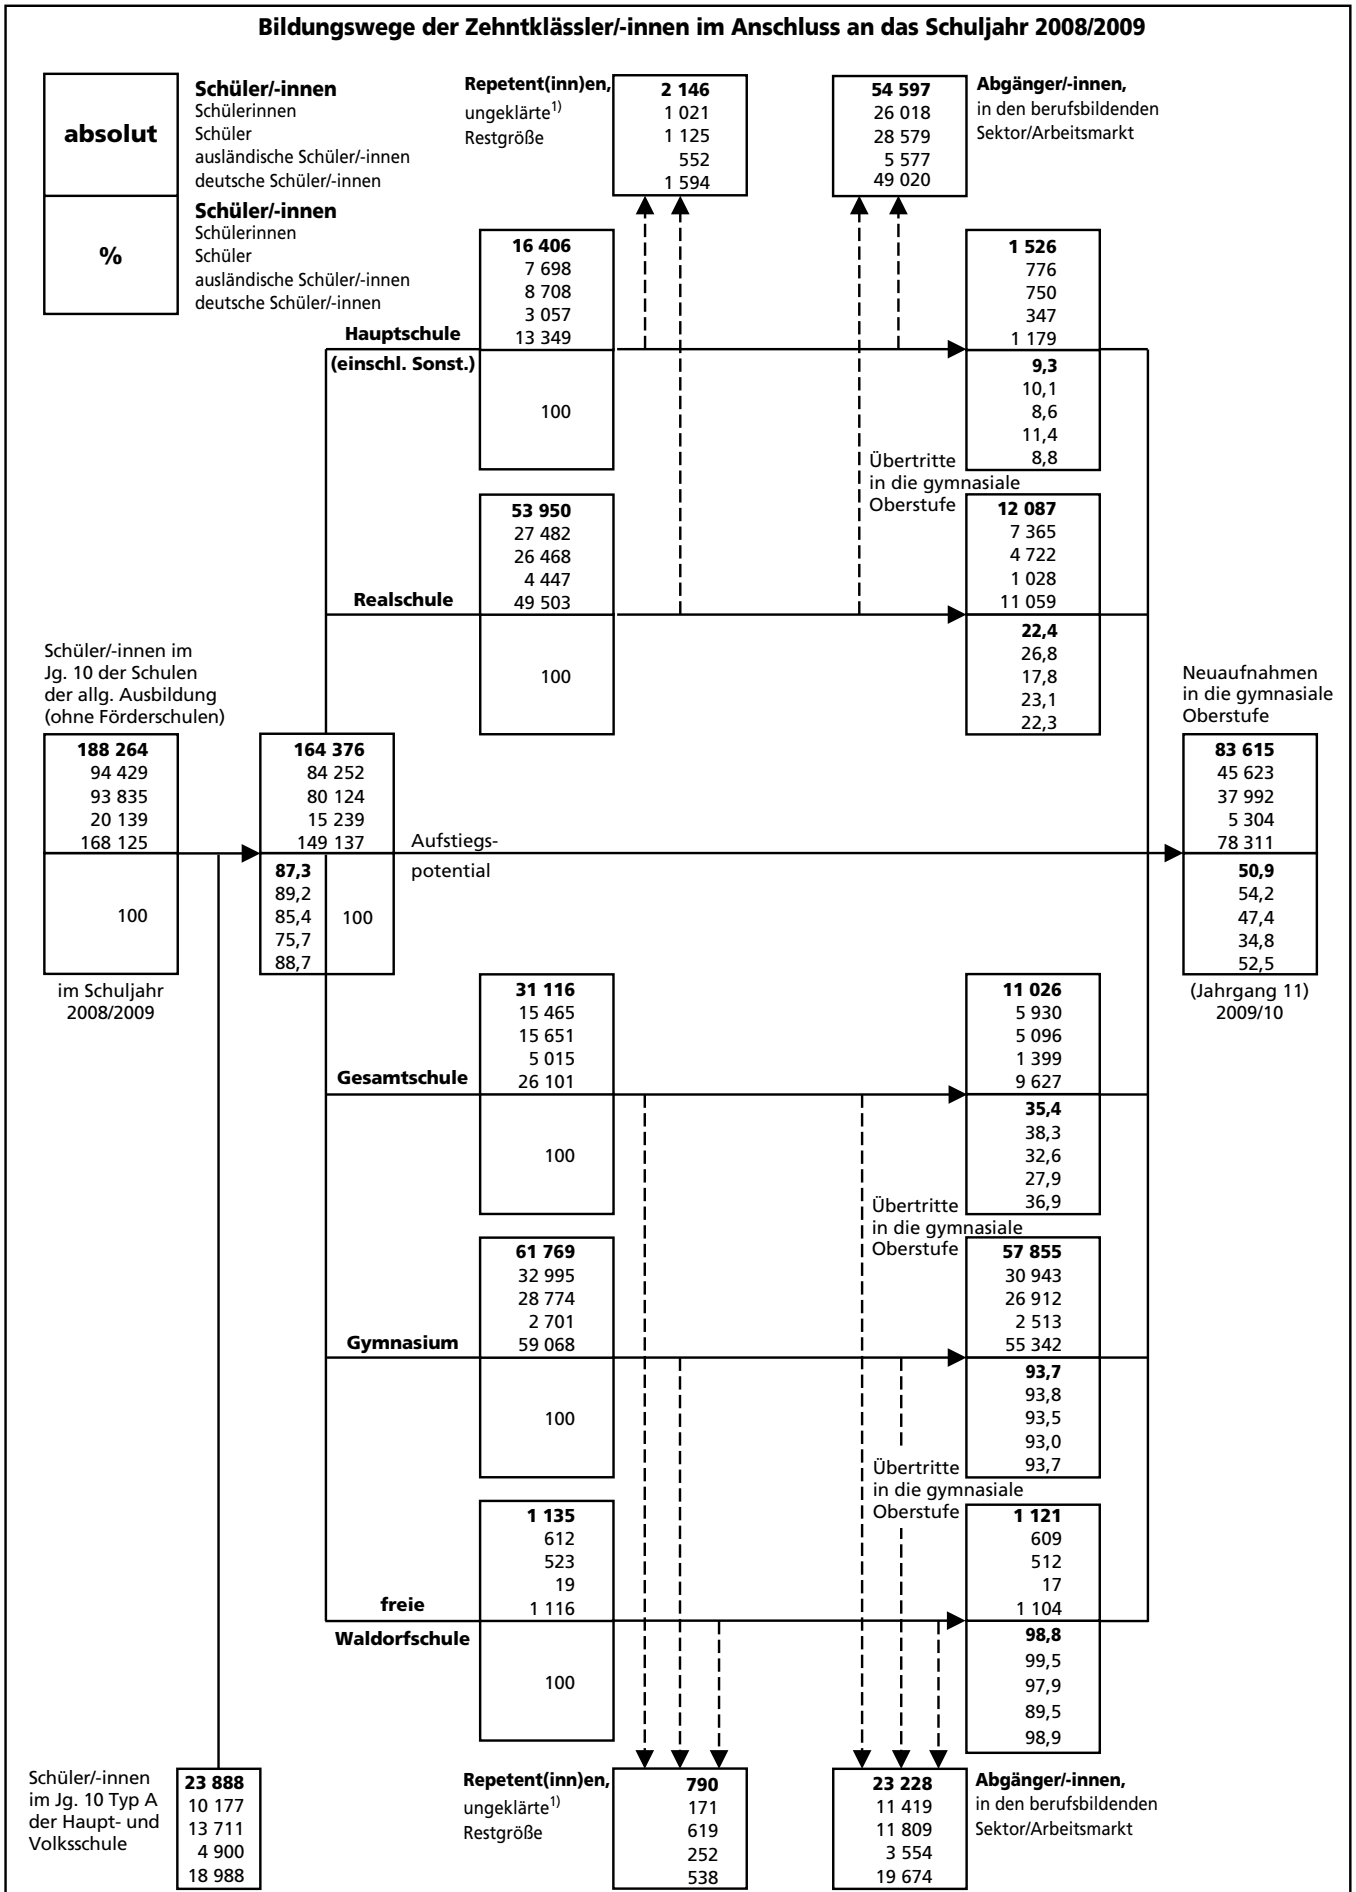 Bildungswege der Zehntklässler/-innen im Anschluss an das Schuljahr 2008/2009
absolut
Schüler/-innen
Schülerinnen
Schüler
ausländische Schüler/-innen
deutsche Schüler/-innen
%
Schüler/-innen
Schülerinnen
Schüler
ausländische Schüler/-innen
deutsche Schüler/-innen
Repetent(inn)en,
ungeklärte1)
Restgröße
2 146
1 021
1 125
552
1 594
54 597
26 018
28 579
5 577
49 020
Abgänger/-innen,
in den berufsbildenden
Sektor/Arbeitsmarkt
Hauptschule
(einschl. Sonst.)
16 406
7 698
8 708
3 057
13 349
100
1 526
776
750
347
1 179
9,3
10,1
8,6
11,4
8,8
Übertritte
in die gymnasiale
Oberstufe
Realschule
53 950
27 482
26 468
4 447
49 503
100
12 087
7 365
4 722
1 028
11 059
22,4
26,8
17,8
23,1
22,3
Schüler/-innen im
Jg. 10 der Schulen
der allg. Ausbildung
(ohne Förderschulen)
188 264
94 429
93 835
20 139
168 125
100
im Schuljahr
2008/2009
164 376
84 252
80 124
15 239
149 137
87,3
89,2
85,4
75,7
88,7
100
Aufstiegs-
potential
Neuaufnahmen
in die gymnasiale
Oberstufe
83 615
45 623
37 992
5 304
78 311
50,9
54,2
47,4
34,8
52,5
(Jahrgang 11)
2009/10
Gesamtschule
31 116
15 465
15 651
5 015
26 101
100
11 026
5 930
5 096
1 399
9 627
35,4
38,3
32,6
27,9
36,9
Übertritte
in die gymnasiale
Oberstufe
Gymnasium
61 769
32 995
28 774
2 701
59 068
100
57 855
30 943
26 912
2 513
55 342
93,7
93,8
93,5
93,0
93,7
Übertritte
in die gymnasiale
Oberstufe
freie
Waldorfschule
1 135
612
523
19
1 116
100
1 121
609
512
17
1 104
98,8
99,5
97,9
89,5
98,9
Schüler/-innen
im Jg. 10 Typ A
der Haupt- und
Volksschule
23 888
10 177
13 711
4 900
18 988
Repetent(inn)en,
ungeklärte1)
Restgröße
790
171
619
252
538
23 228
11 419
11 809
3 554
19 674
Abgänger/-innen,
in den berufsbildenden
Sektor/Arbeitsmarkt